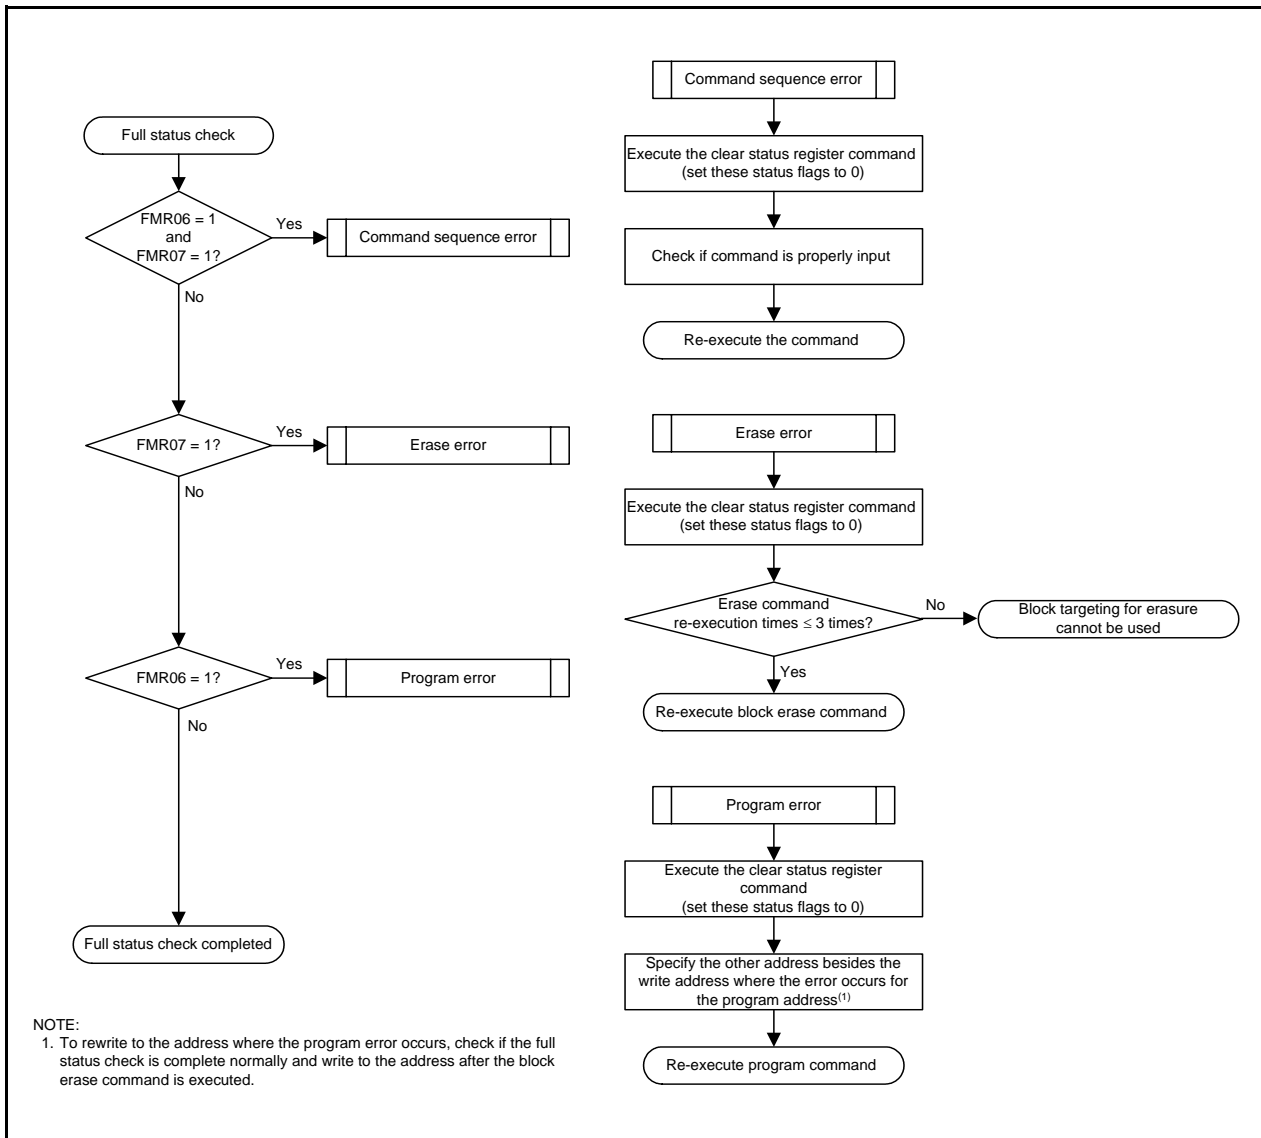 Full status check
FMR06 = 1
and
FMR07 = 1?
Yes
Command sequence error
No
FMR07 = 1?
Yes
Erase error
No
FMR06 = 1?
Yes
Program error
No
Full status check completed
Command sequence error
Execute the clear status register command
(set these status flags to 0)
Check if command is properly input
Re-execute the command
Erase error
Execute the clear status register command
(set these status flags to 0)
Erase command
re-execution times ≤ 3 times?
No
Block targeting for erasure
cannot be used
Yes
Re-execute block erase command
Program error
Execute the clear status register
command
(set these status flags to 0)
Specify the other address besides the
write address where the error occurs for
the program address(1)
Re-execute program command
NOTE:
1. To rewrite to the address where the program error occurs, check if the full
status check is complete normally and write to the address after the block
erase command is executed.